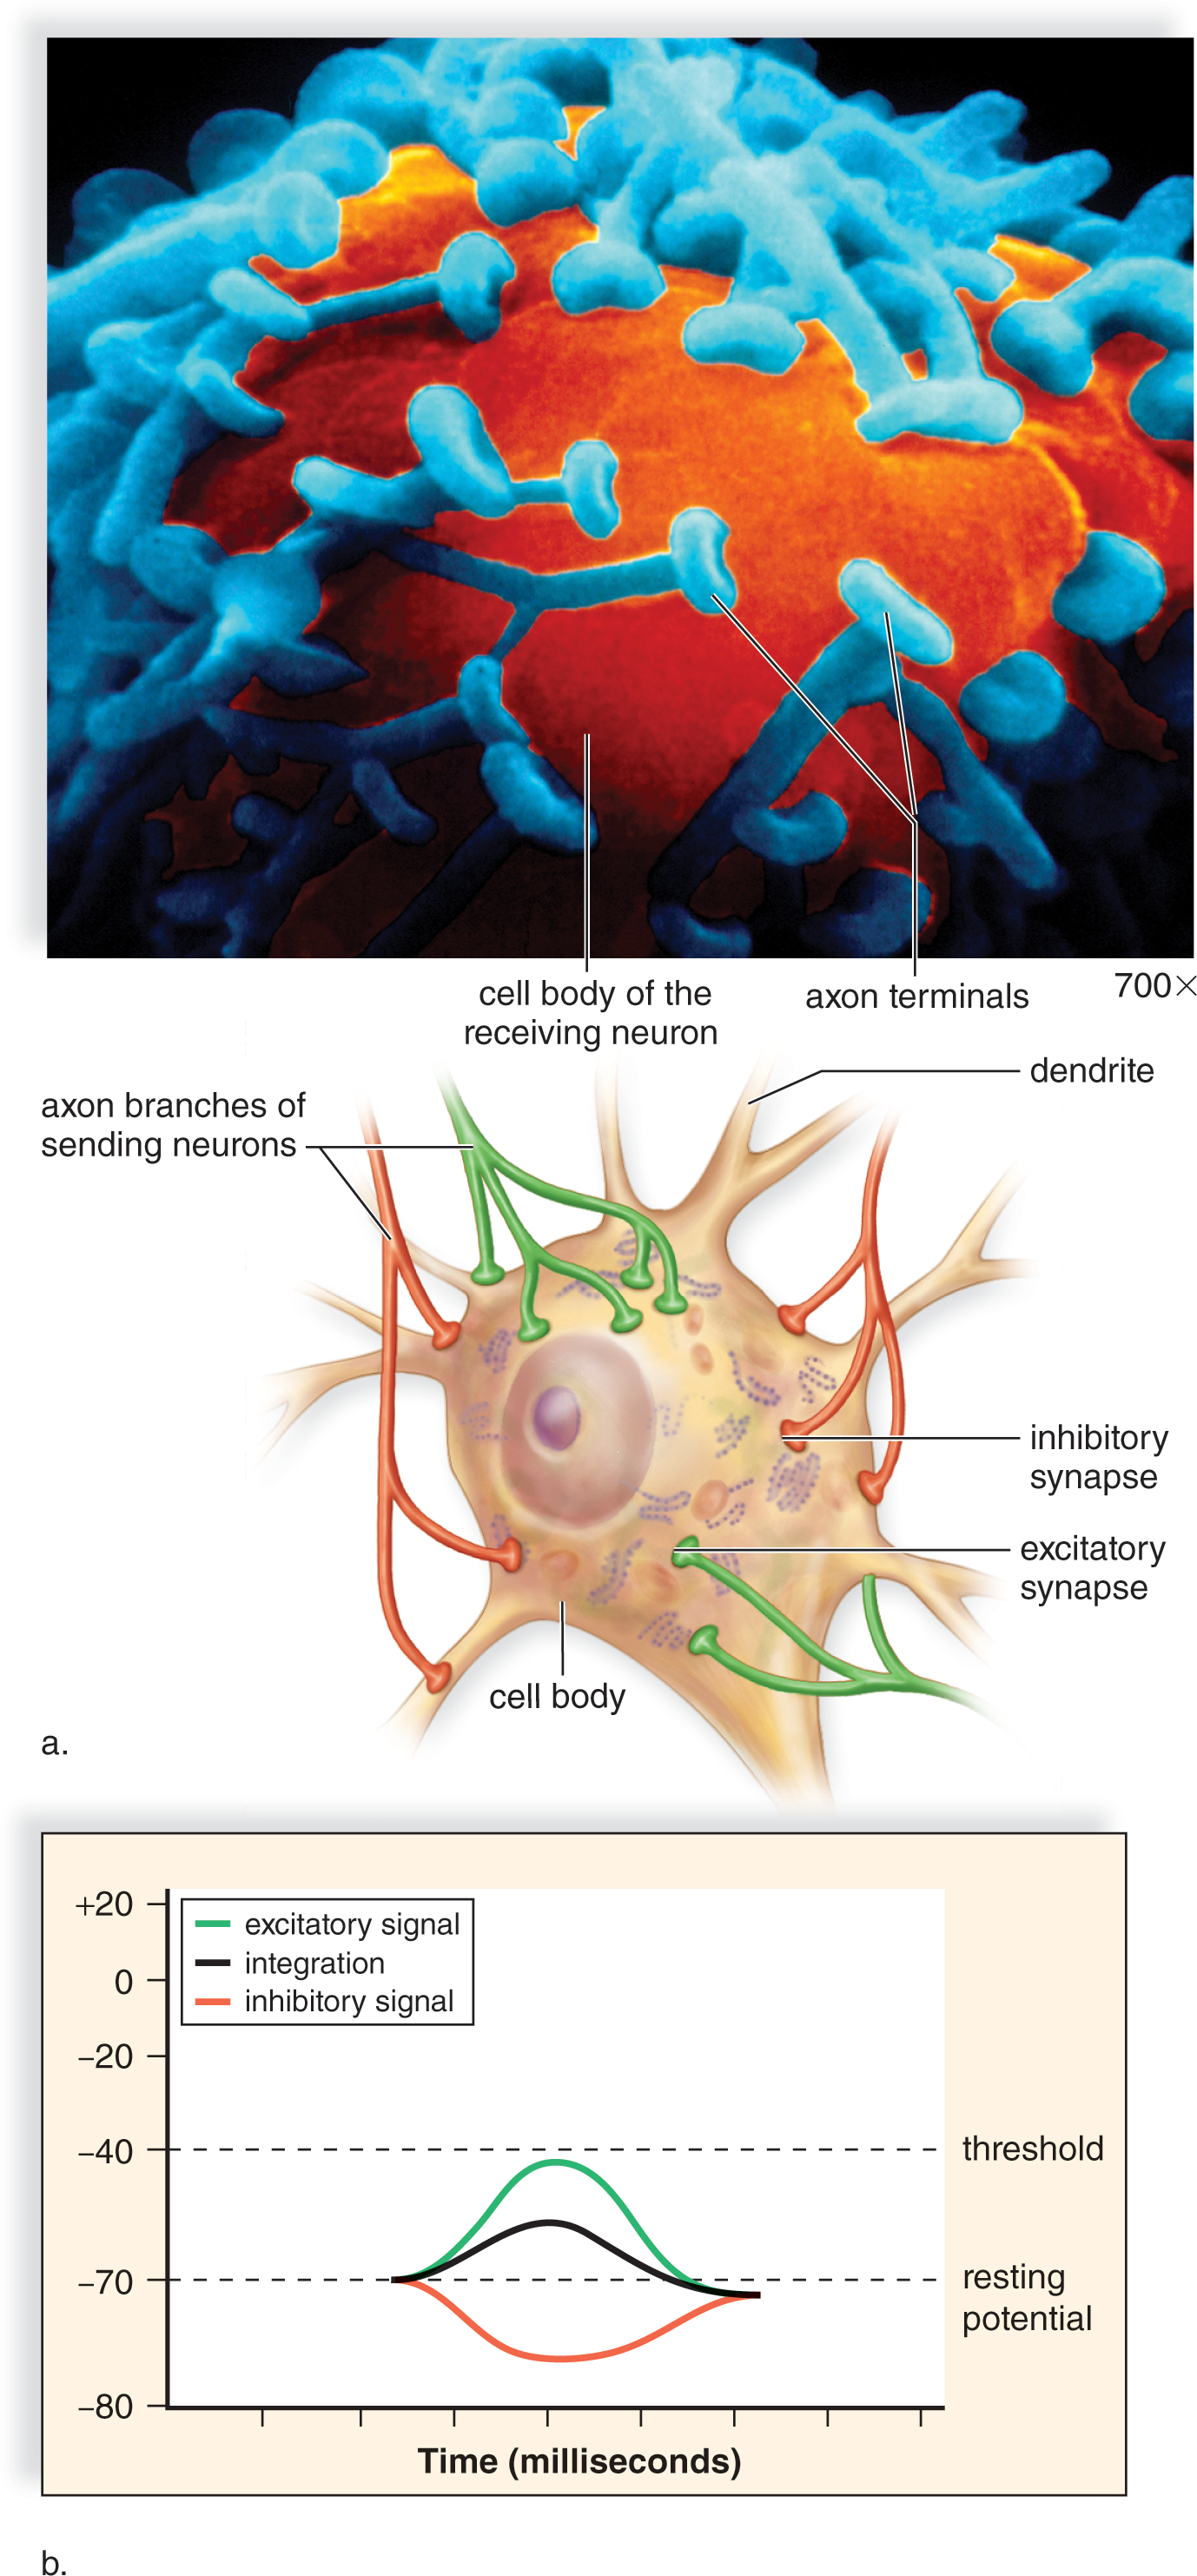 cell body of the
receiving neuron
axon terminals
700×
dendrite
axon branches of
sending neurons
inhibitory
synapse
excitatory
synapse
cell body
a.
+20
0
–20
–40
–70
–80
excitatory signal
integration
inhibitory signal
threshold
resting
potential
Time (milliseconds)
b.